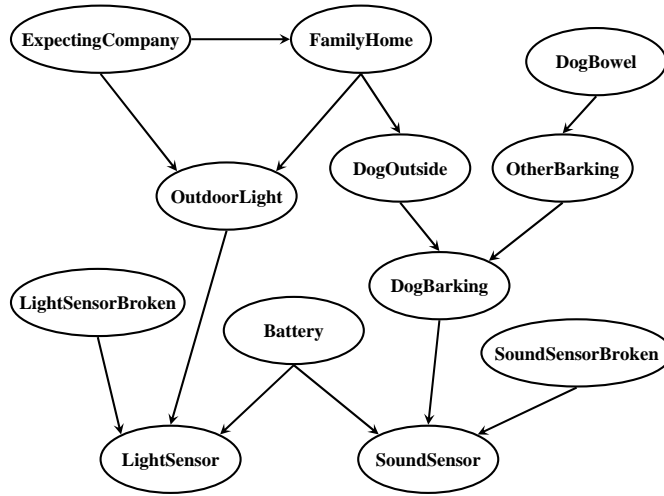 ExpectingCompany
FamilyHome
DogBowel
DogOutside
OtherBarking
OutdoorLight
DogBarking
LightSensorBroken
Battery
SoundSensorBroken
LightSensor
SoundSensor